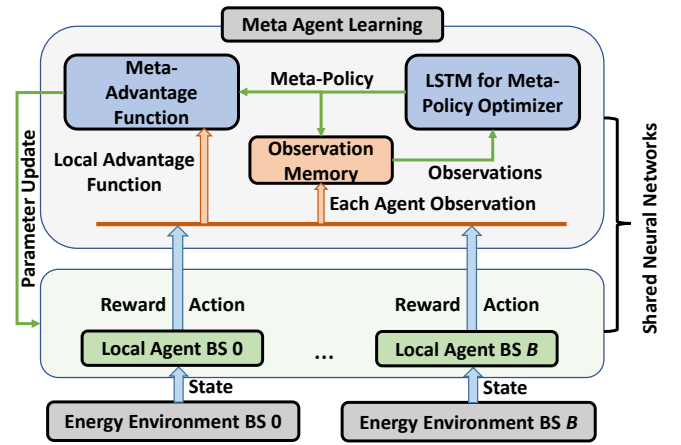 Meta Agent Learning
Meta-
Advantage
Function
Meta-Policy
LSTM for Meta-
Policy Optimizer
Observation
Memory
Observations
Local Advantage
Function
Each Agent Observation
Parameter Update
Shared Neural Networks
Reward Action
Reward Action
Local Agent BS 0
...
Local Agent BS B
State
State
Energy Environment BS 0
Energy Environment BS B